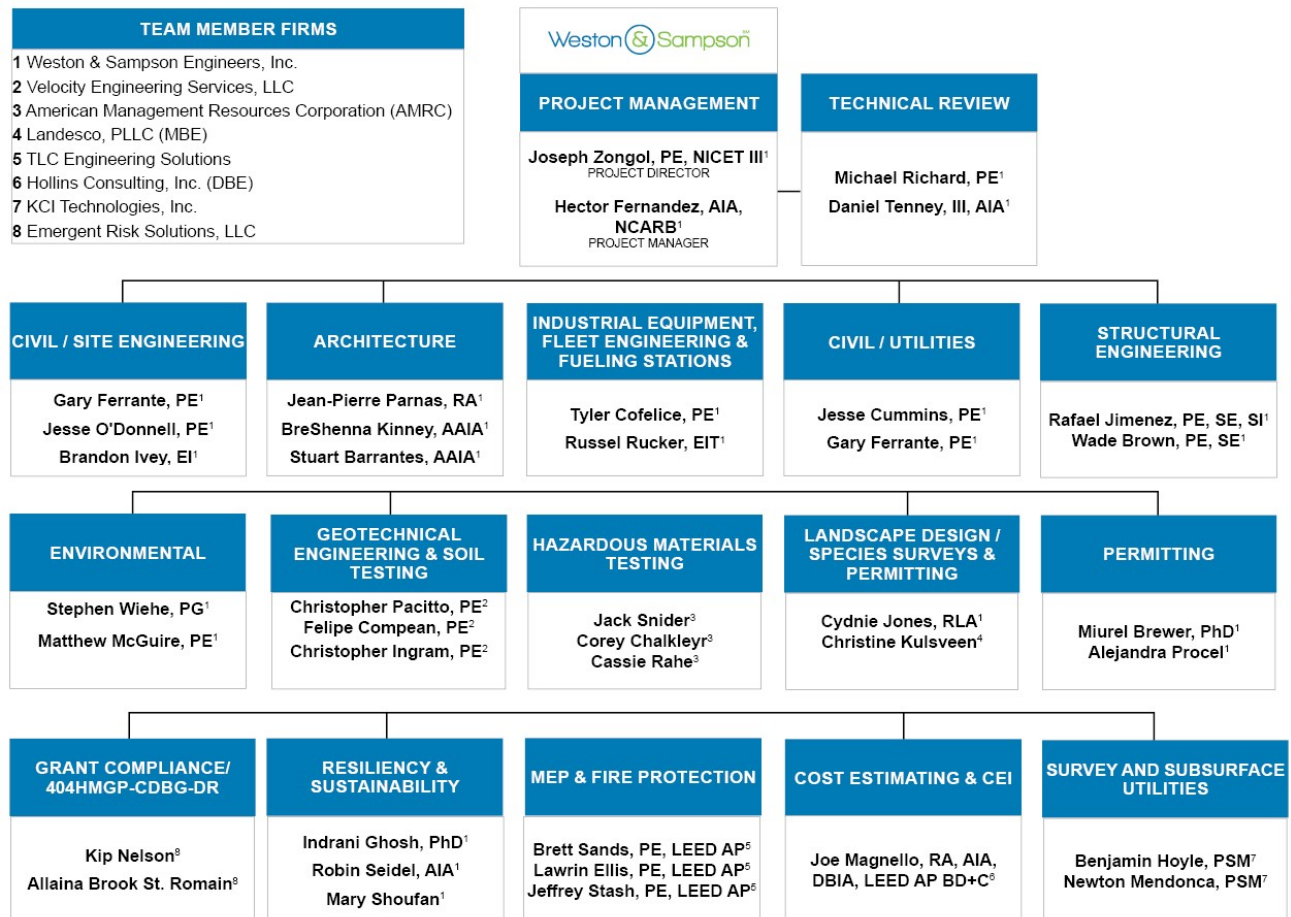 TEAM MEMBER FIRMS
1 Weston & Sampson Engineers, Inc.
2 Velocity Engineering Services, LLC
3 American Management Resources Corporation (AMRC)
4 Landesco, PLLC (MBE)
5 TLC Engineering Solutions
6 Hollins Consulting, Inc. (DBE)
7 KCI Technologies, Inc.
8 Emergent Risk Solutions, LLC
Weston & Sampson
PROJECT MANAGEMENT
Joseph Zongol, PE, NICET III¹
PROJECT DIRECTOR
Hector Fernandez, AIA,
NCARB¹
PROJECT MANAGER
TECHNICAL REVIEW
Michael Richard, PE¹
Daniel Tenney, III, AIA¹
CIVIL / SITE ENGINEERING
Gary Ferrante, PE¹
Jesse O'Donnell, PE¹
Brandon Ivey, EI¹
ARCHITECTURE
Jean-Pierre Parnas, RA¹
BreShenna Kinney, AAIA¹
Stuart Barrantes, AAIA¹
INDUSTRIAL EQUIPMENT,
FLEET ENGINEERING &
FUELING STATIONS
Tyler Cofelice, PE¹
Russel Rucker, EIT¹
CIVIL / UTILITIES
Jesse Cummins, PE¹
Gary Ferrante, PE¹
STRUCTURAL
ENGINEERING
Rafael Jimenez, PE, SE, SI¹
Wade Brown, PE, SE¹
ENVIRONMENTAL
Stephen Wiehe, PG¹
Matthew McGuire, PE¹
GEOTECHNICAL
ENGINEERING & SOIL
TESTING
Christopher Pacitto, PE²
Felipe Compean, PE²
Christopher Ingram, PE²
HAZARDOUS MATERIALS
TESTING
Jack Snider³
Corey Chalkleyr³
Cassie Rahe³
LANDSCAPE DESIGN /
SPECIES SURVEYS &
PERMITTING
Cydnie Jones, RLA¹
Christine Kulsveen⁴
PERMITTING
Miurel Brewer, PhD¹
Alejandra Procel¹
GRANT COMPLIANCE/
404HMGP-CDBG-DR
Kip Nelson⁸
Allaina Brook St. Romain⁸
RESILIENCY &
SUSTAINABILITY
Indrani Ghosh, PhD¹
Robin Seidel, AIA¹
Mary Shoufan¹
MEP & FIRE PROTECTION
Brett Sands, PE, LEED AP⁵
Lawrin Ellis, PE, LEED AP⁵
Jeffrey Stash, PE, LEED AP⁵
COST ESTIMATING & CEI
Joe Magnello, RA, AIA,
DBIA, LEED AP BD+C⁶
SURVEY AND SUBSURFACE
UTILITIES
Benjamin Hoyle, PSM⁷
Newton Mendonca, PSM⁷